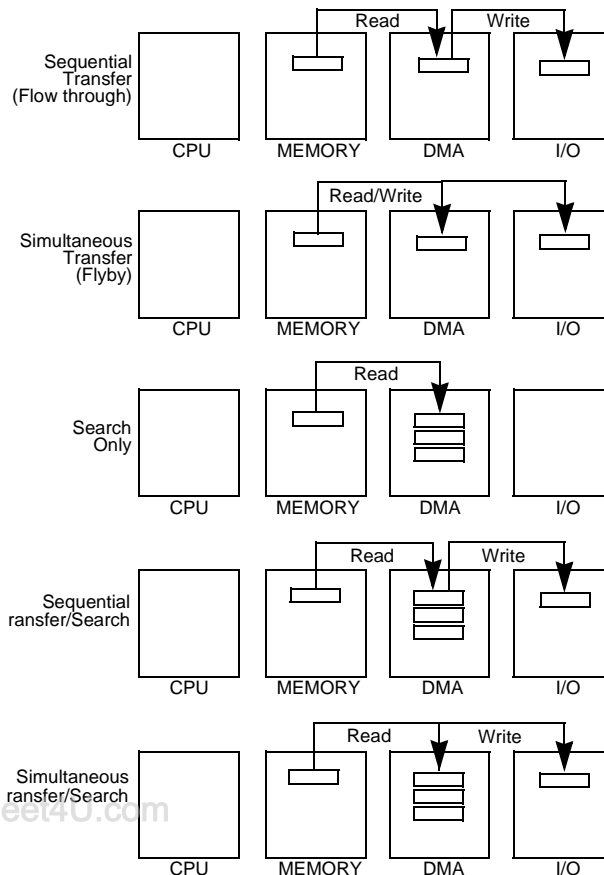 Read Write
Sequential
Transfer
(Flow through)
CPU MEMORY DMA I/O
Read/Write
Simultaneous
Transfer
(Flyby)
CPU MEMORY DMA I/O
Read
Search
Only
CPU MEMORY DMA I/O
Read Write
Sequential
ransfer/Search
CPU MEMORY DMA I/O
Read Write
Simultaneous
ransfer/Search
eet4U.com
CPU MEMORY DMA I/O